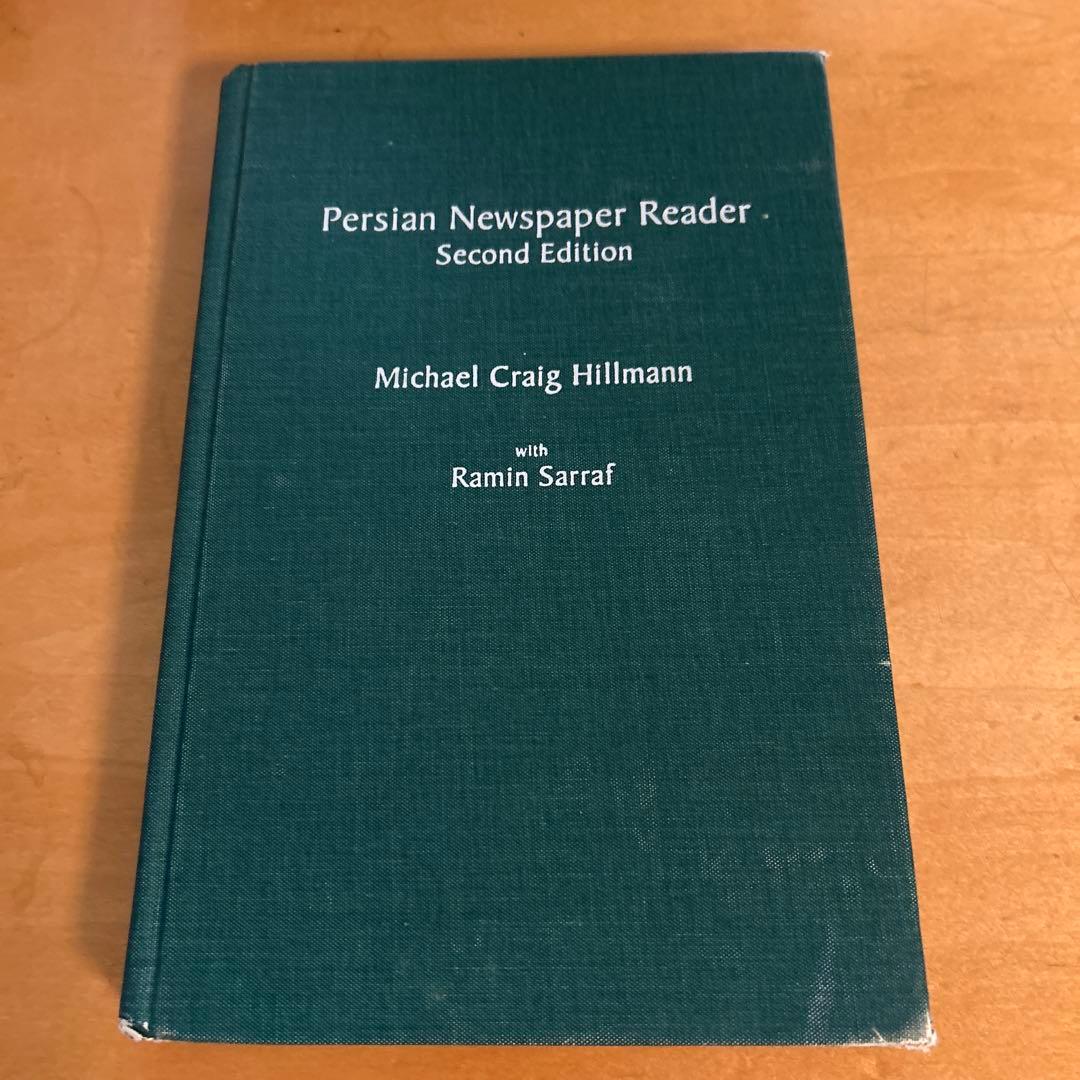 Persian Newspaper Reader
Second Edition
Michael Craig Hillmann
with
Ramin Sarraf